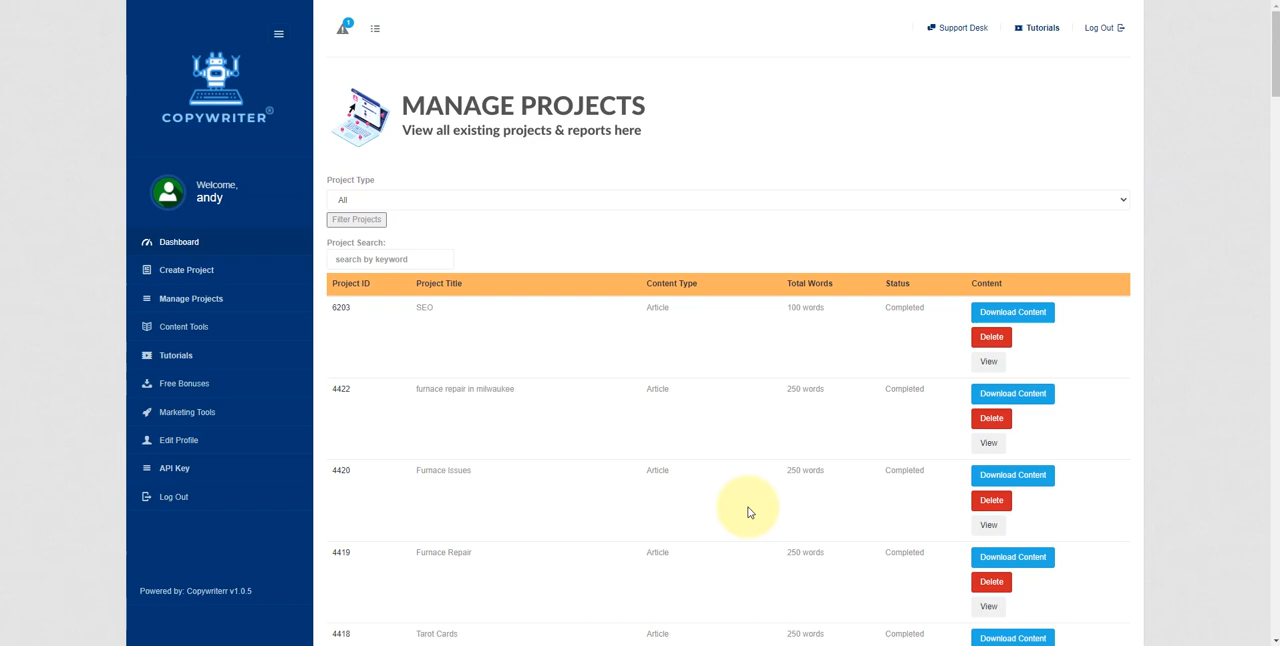 1
Support Desk
Tutorials
Log Out
COPYWRITER®
MANAGE PROJECTS
View all existing projects & reports here
Welcome,
andy
Dashboard
Create Project
Manage Projects
Content Tools
Tutorials
Free Bonuses
Marketing Tools
Edit Profile
API Key
Log Out
Powered by: Copywriterr v1.0.5
Project Type
All
Filter Projects
Project Search:
search by keyword
Project ID Project Title Content Type Total Words Status Content
6203 SEO Article 100 words Completed Download Content
Delete
View
4422 furnace repair in milwaukee Article 250 words Completed Download Content
Delete
View
4420 Furnace Issues Article 250 words Completed Download Content
Delete
View
4419 Furnace Repair Article 250 words Completed Download Content
Delete
View
4418 Tarot Cards Article 250 words Completed Download Content